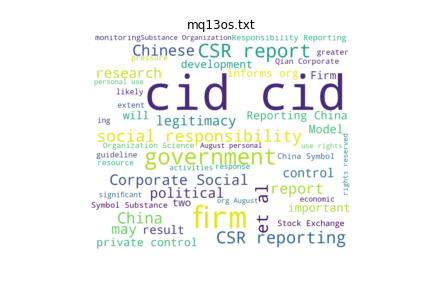 mq13os.txt
monitoring Substance Organization Responsibility Reporting
pressure Chinese CSR report greater
Qian Corporate
research development informs org Firm
personal use
likely cid cid
extent will legitimacy Reporting China
ing Model
social responsibility
Organization Science August personal use rights
guideline government China Symbol
resource activities response control
Corporate Social report
significant political org August economic
Symbol Substance two et al important
China firm Stock Exchange
may result CSR reporting
private control
rights reserved